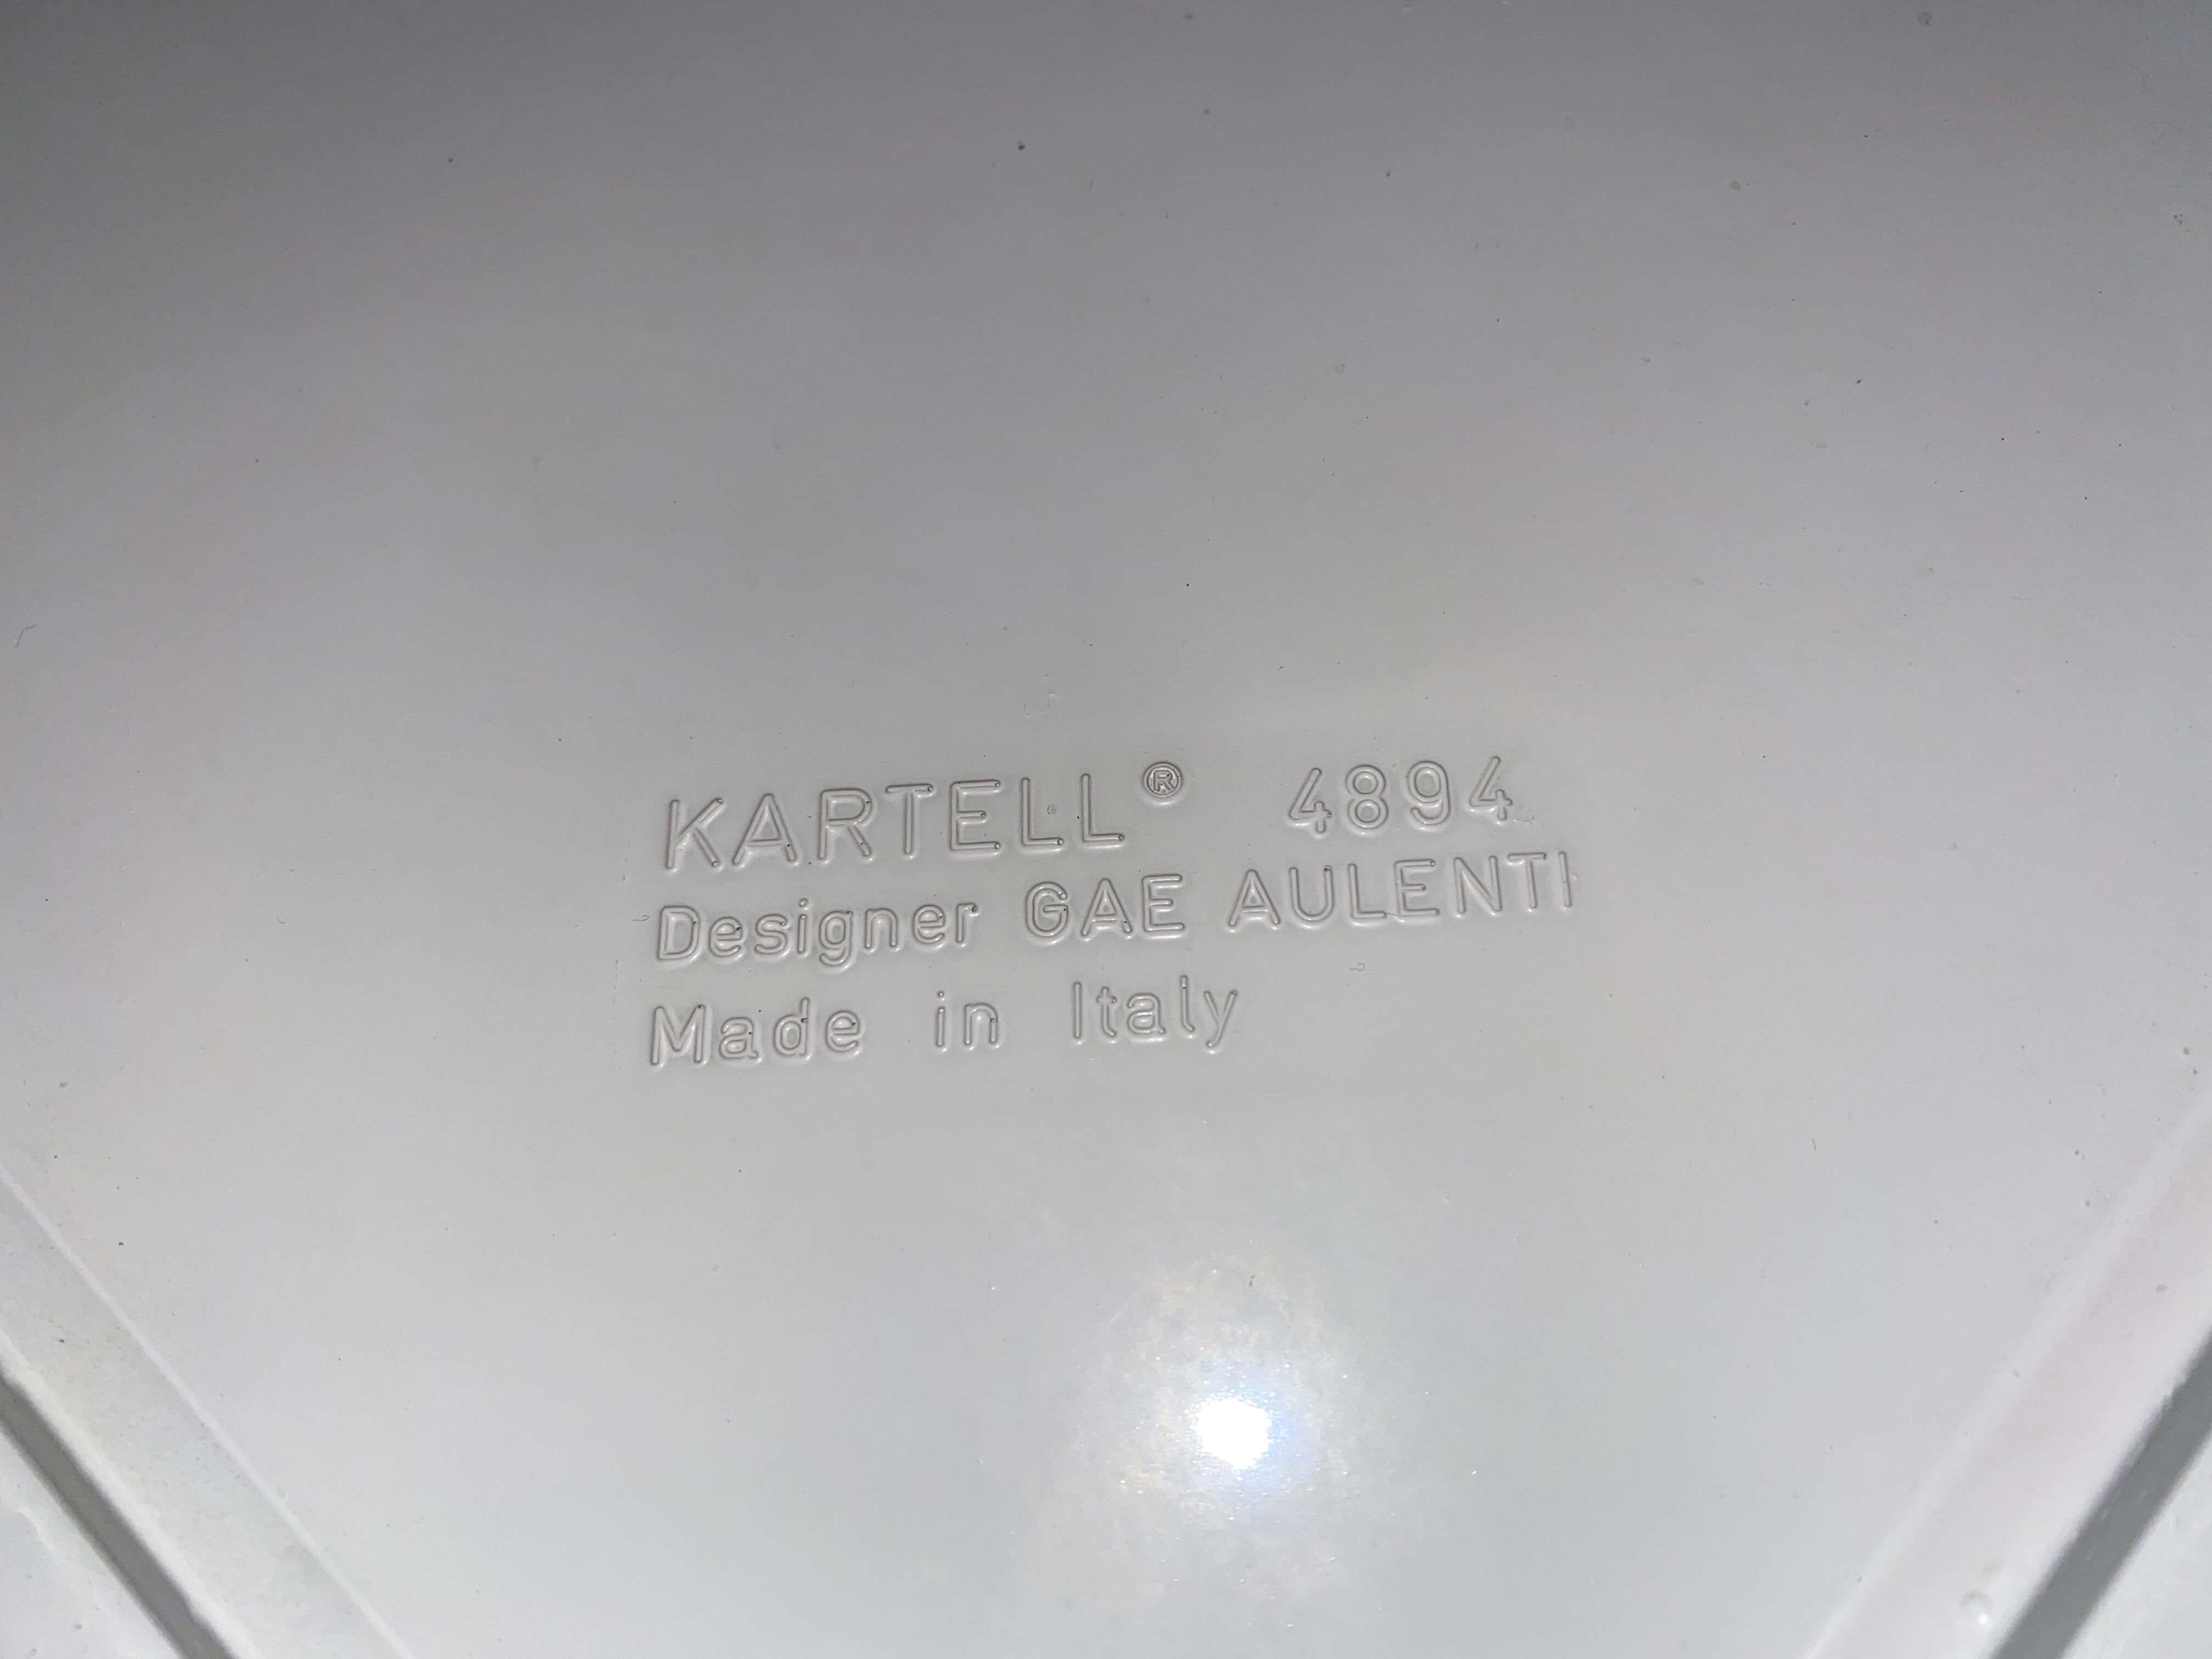 KARTELL® 4894
Designer GAE AULENTI
Made in Italy